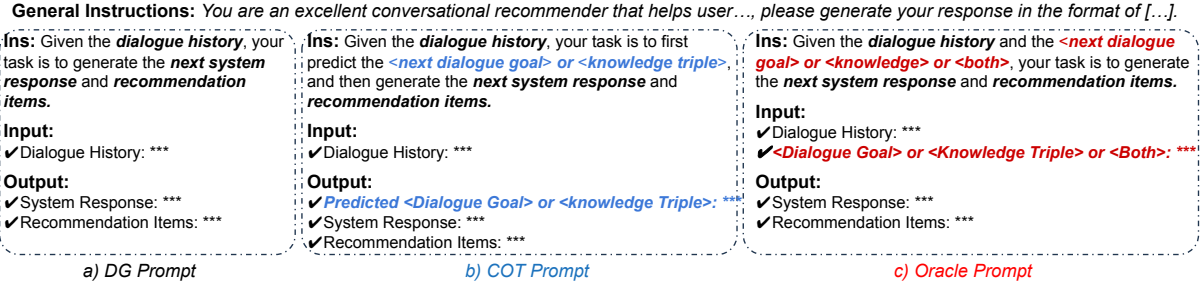 General Instructions: You are an excellent conversational recommender that helps user…, please generate your response in the format of […].
Ins: Given the dialogue history, your
task is to generate the next system
response and recommendation
items.
Input:
✔Dialogue History: ***
Output:
✔System Response: ***
✔Recommendation Items: ***
a) DG Prompt
Ins: Given the dialogue history, your task is to first
predict the <next dialogue goal> or <knowledge triple>,
and then generate the next system response and
recommendation items.
Input:
✔Dialogue History: ***
Output:
✔Predicted <Dialogue Goal> or <knowledge Triple>: ***
✔System Response: ***
✔Recommendation Items: ***
b) COT Prompt
Ins: Given the dialogue history and the <next dialogue
goal> or <knowledge> or <both>, your task is to generate
the next system response and recommendation items.
Input:
✔Dialogue History: ***
✔<Dialogue Goal> or <Knowledge Triple> or <Both>: ***
Output:
✔System Response: ***
✔Recommendation Items: ***
c) Oracle Prompt